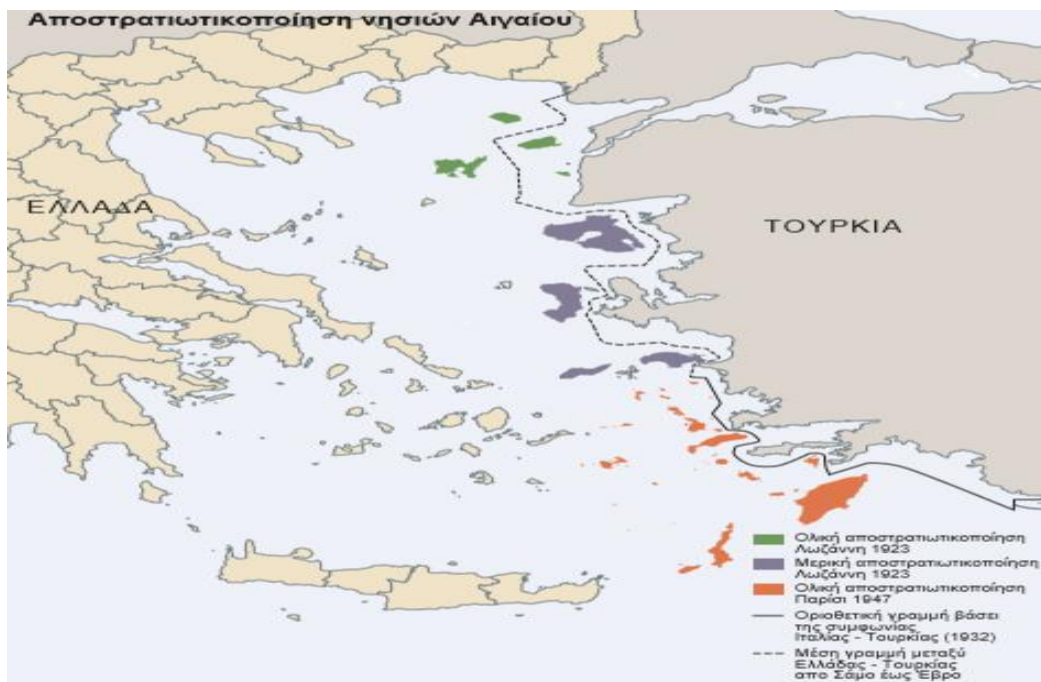 Αποστρατιωτικοποίηση νησιών Αιγαίου
ΕΛΛΑΔΑ
ΤΟΥΡΚΙΑ
Ολική αποστρατιωτικοποίηση
Λωζάννη 1923
Μερική αποστρατιωτικοποίηση
Λωζάννη 1923
Ολική αποστρατιωτικοποίηση
Παρίσι 1947
Οριοθετική γραμμή βάσει
της συμφωνίας
Ιταλίας - Τουρκίας (1932)
Μέση γραμμή μεταξύ
Ελλάδας - Τουρκίας
απο Σάμο έως Έβρο